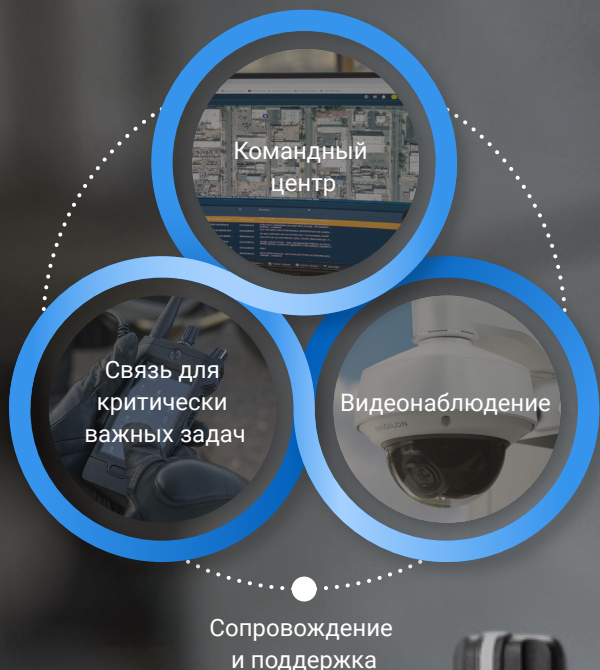 Командный
центр
Связь для
критически
важных задач
Видеонаблюдение
Сопровождение
и поддержка